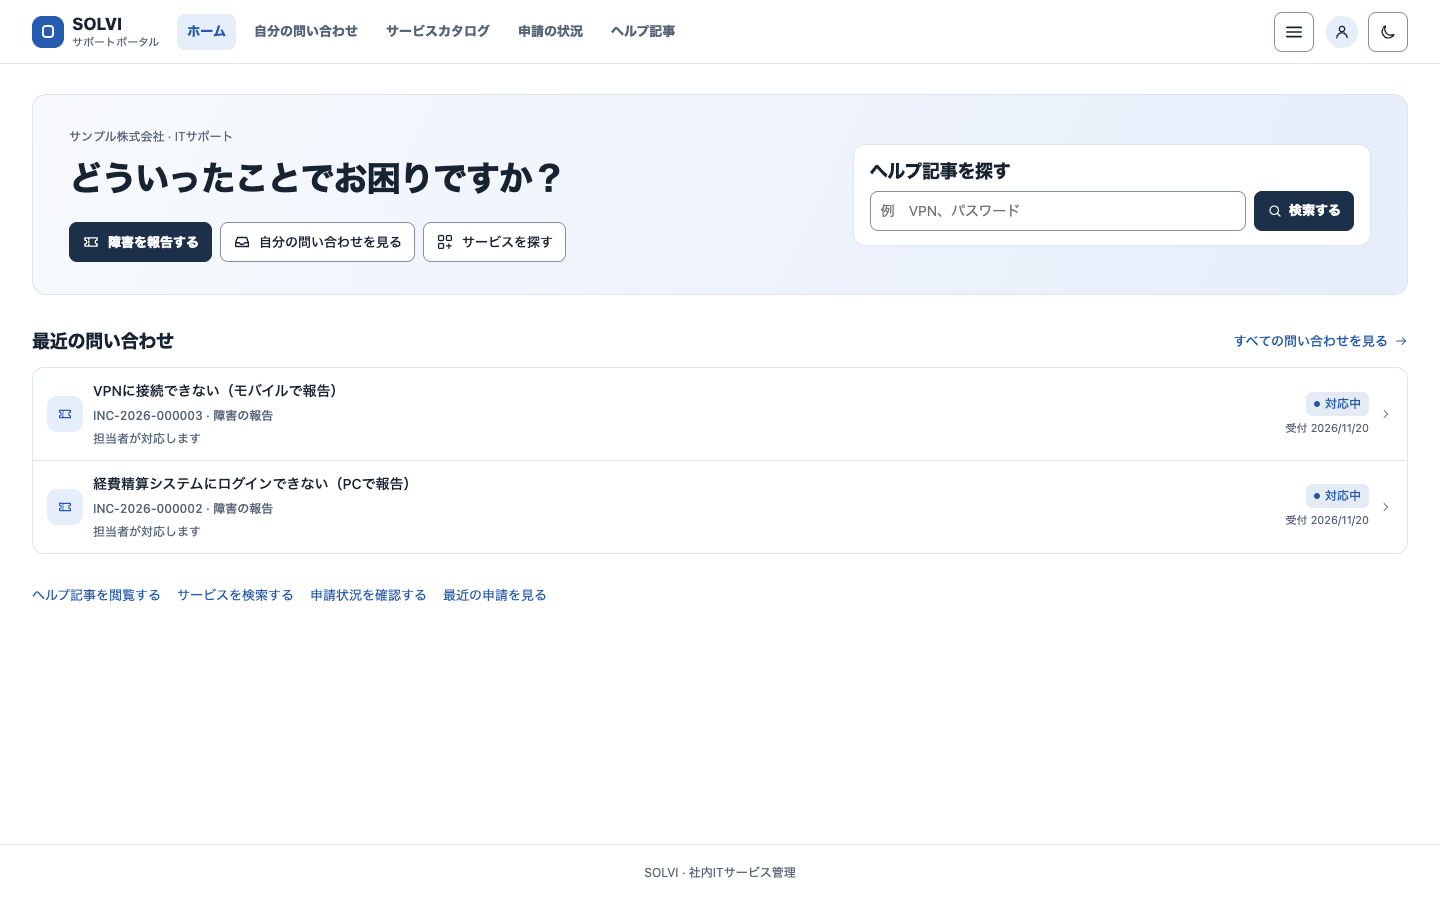 SOLVI
サポートポータル
ホーム
自分の問い合わせ
サービスカタログ
申請の状況
ヘルプ記事
サンプル株式会社 · ITサポート
どういったことでお困りですか？
障害を報告する
自分の問い合わせを見る
サービスを探す
ヘルプ記事を探す
例　VPN、パスワード
検索する
最近の問い合わせ
すべての問い合わせを見る →
VPNに接続できない（モバイルで報告）
INC-2026-000003 · 障害の報告
担当者が対応します
対応中
受付 2026/11/20
経費精算システムにログインできない（PCで報告）
INC-2026-000002 · 障害の報告
担当者が対応します
対応中
受付 2026/11/20
ヘルプ記事を閲覧する
サービスを検索する
申請状況を確認する
最近の申請を見る
SOLVI · 社内ITサービス管理